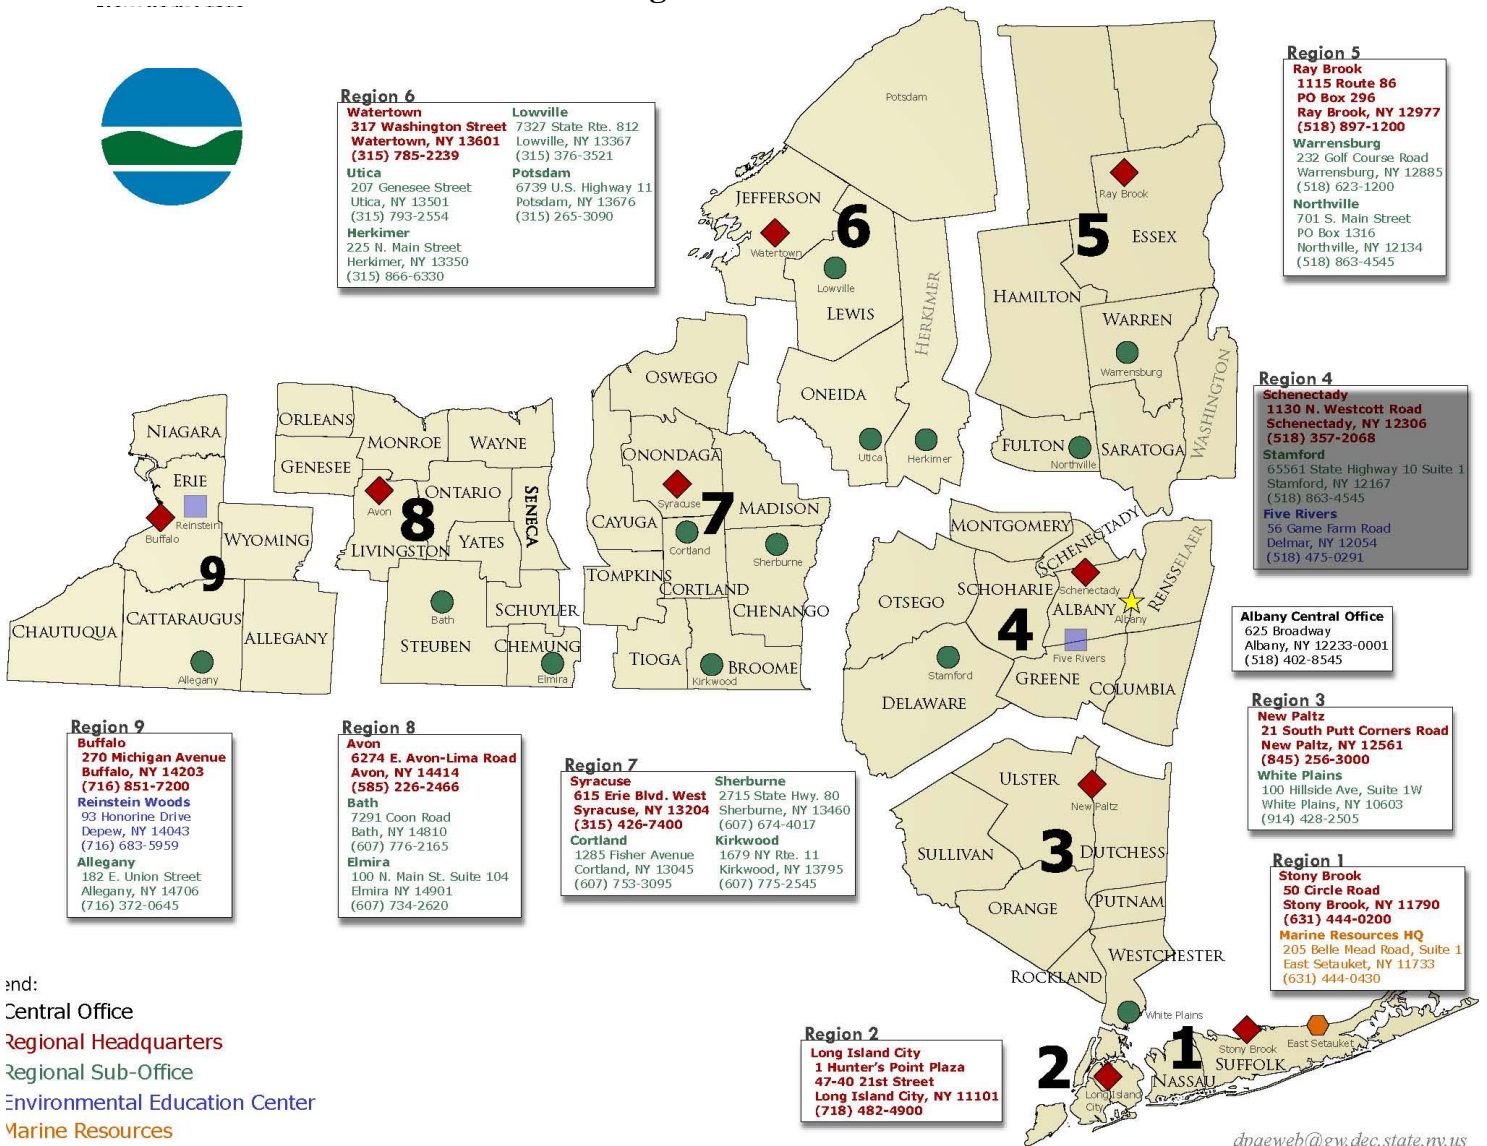 Region 6
Watertown
317 Washington Street
Watertown, NY 13601
(315) 785-2239
Utica
207 Genesee Street
Utica, NY 13501
(315) 793-2554
Herkimer
225 N. Main Street
Herkimer, NY 13350
(315) 866-6330
Lowville
7327 State Rte. 812
Lowville, NY 13367
(315) 376-3521
Potsdam
6739 U.S. Highway 11
Potsdam, NY 13676
(315) 265-3090
Region 5
Ray Brook
1115 Route 86
PO Box 296
Ray Brook, NY 12977
(518) 897-1200
Warrensburg
232 Golf Course Road
Warrensburg, NY 12885
(518) 623-1200
Northville
701 S. Main Street
PO Box 1316
Northville, NY 12134
(518) 863-4545
Region 4
Schenectady
1130 N. Westcott Road
Schenectady, NY 12306
(518) 357-2068
Stamford
65561 State Highway 10 Suite 1
Stamford, NY 12167
(518) 863-4545
Five Rivers
56 Game Farm Road
Delmar, NY 12054
(518) 475-0291
Albany Central Office
625 Broadway
Albany, NY 12233-0001
(518) 402-8545
Region 3
New Paltz
21 South Putt Corners Road
New Paltz, NY 12561
(845) 256-3000
White Plains
100 Hillside Ave, Suite 1W
White Plains, NY 10603
(914) 428-2505
Region 1
Stony Brook
50 Circle Road
Stony Brook, NY 11790
(631) 444-0200
Marine Resources HQ
205 Belle Mead Road, Suite 1
East Setauket, NY 11733
(631) 444-0430
Region 2
Long Island City
1 Hunter's Point Plaza
47-40 21st Street
Long Island City, NY 11101
(718) 482-4900
Region 7
Syracuse
615 Erie Blvd. West
Syracuse, NY 13204
(315) 426-7400
Cortland
1285 Fisher Avenue
Cortland, NY 13045
(607) 753-3095
Sherburne
2715 State Hwy. 80
Sherburne, NY 13460
(607) 674-4017
Kirkwood
1679 NY Rte. 11
Kirkwood, NY 13795
(607) 775-2545
Region 8
Avon
6274 E. Avon-Lima Road
Avon, NY 14414
(585) 226-2466
Bath
7291 Coon Road
Bath, NY 14810
(607) 776-2165
Elmira
100 N. Main St. Suite 104
Elmira NY 14901
(607) 734-2620
Region 9
Buffalo
270 Michigan Avenue
Buffalo, NY 14203
(716) 851-7200
Reinstein Woods
93 Honorine Drive
Depew, NY 14043
(716) 683-5959
Allegany
182 E. Union Street
Allegany, NY 14706
(716) 372-0645
Potsdam
JEFFERSON
6
Watertown
Lowville
LEWIS
HERKIMER
ONEIDA
Utica
Herkimer
Ray Brook
5
ESSEX
HAMILTON
WARREN
Warrensburg
WASHINGTON
FULTON
Northville
SARATOGA
OSWEGO
ONONDAGA
Syracuse
7
MADISON
CAYUGA
Cortland
Sherburne
TOMPKINS
CORTLAND
CHENANGO
TIOGA
Kirkwood
BROOME
ORLEANS
MONROE
WAYNE
GENESEE
ONTARIO
SENECA
Avon
8
LIVINGSTON
YATES
SCHUYLER
Bath
STEUBEN
CHEMUNG
Elmira
NIAGARA
ERIE
Reinstein
Buffalo
WYOMING
9
CHAUTUQUA
CATTARAUGUS
ALLEGANY
Allegany
MONTGOMERY
SCHENECTADY
RENSSELAER
OTSEGO
SCHOHARIE
Schenectady
ALBANY
Albany
4
Five Rivers
Stamford
GREENE
COLUMBIA
DELAWARE
ULSTER
New Paltz
SULLIVAN
3
DUTCHESS
ORANGE
PUTNAM
WESTCHESTER
ROCKLAND
White Plains
2
1
Stony Brook
East Setauket
SUFFOLK
NASSAU
Long Island
City
end:
Central Office
Regional Headquarters
Regional Sub-Office
Environmental Education Center
Marine Resources
dpaeweb@gw.dec.state.ny.us